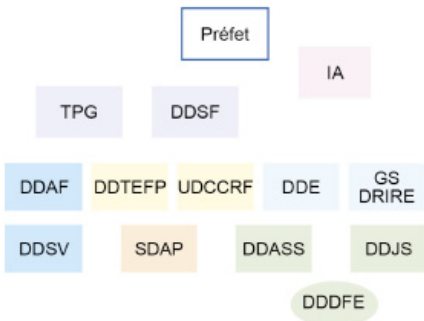 Préfet
IA
TPG
DDSF
DDAF
DDTEFP
UDCCRF
DDE
GS
DRIRE
DDSV
SDAP
DDASS
DDJS
DDDFE